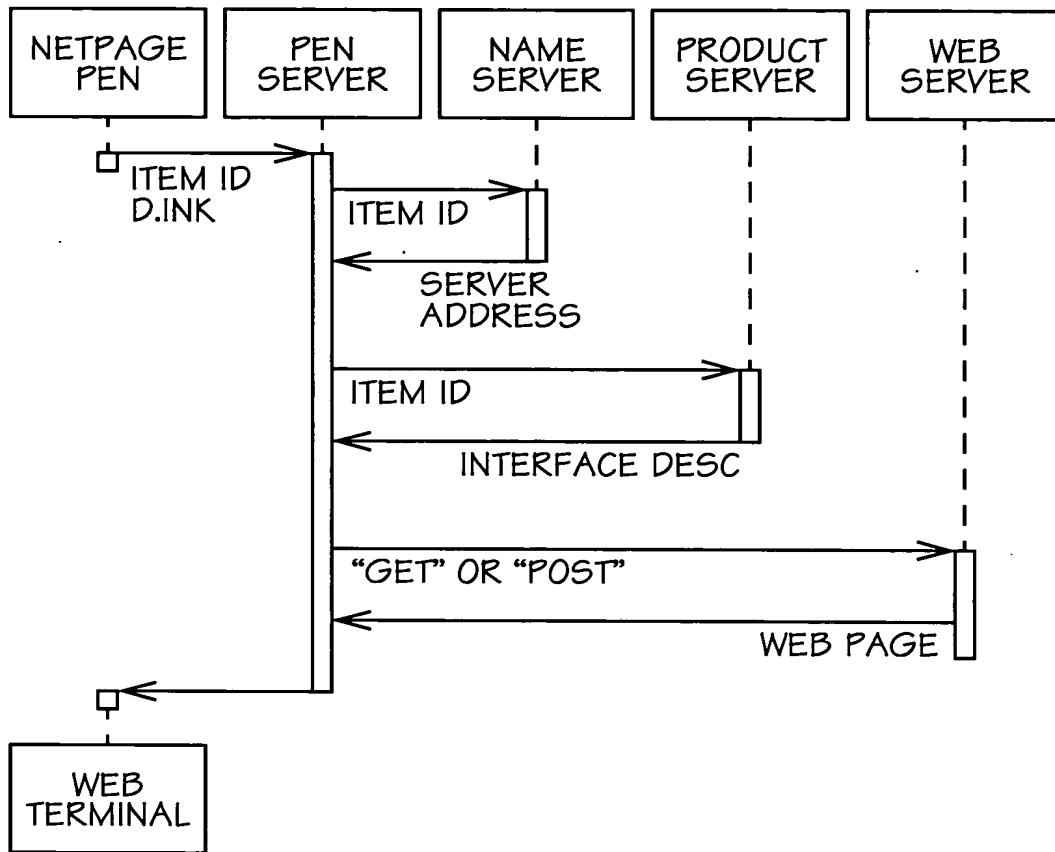 NETPAGE
PEN
PEN
SERVER
NAME
SERVER
PRODUCT
SERVER
WEB
SERVER
ITEM ID
D.INK
ITEM ID
SERVER
ADDRESS
ITEM ID
INTERFACE DESC
“GET” OR “POST”
WEB PAGE
WEB
TERMINAL